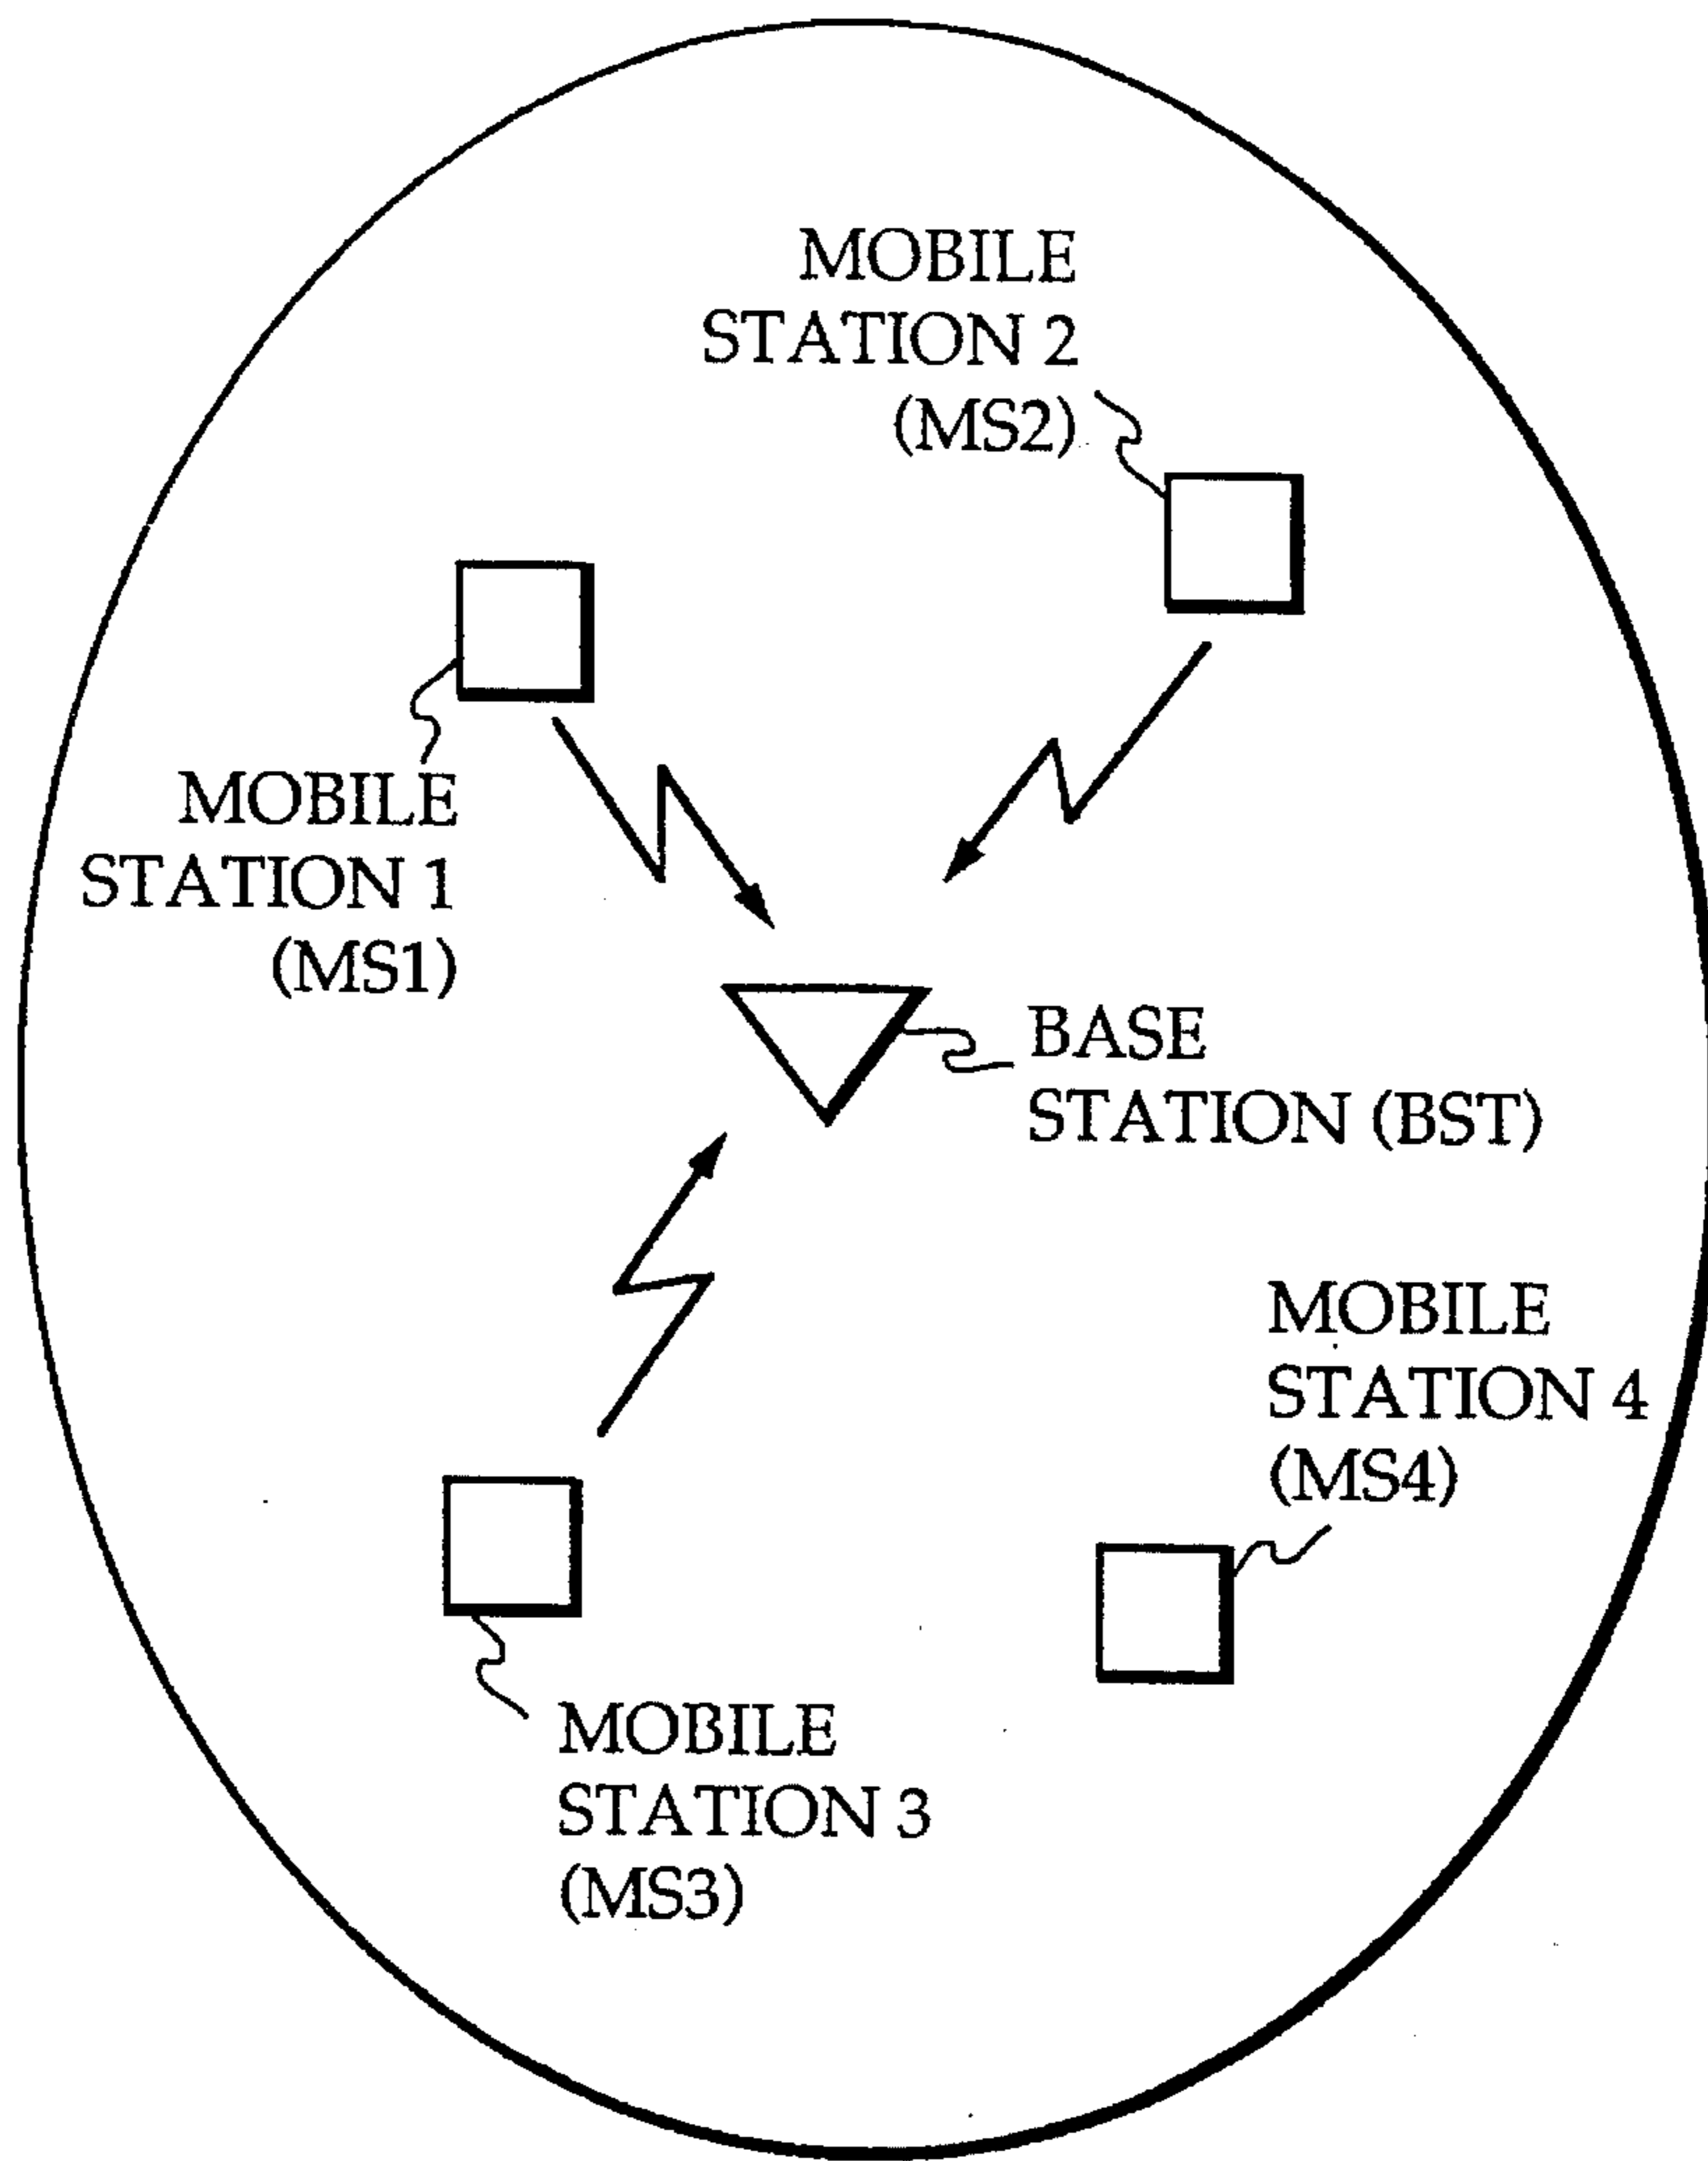 MOBILE
STATION 2
(MS2)
MOBILE
STATION 1
(MS1)
BASE
STATION (BST)
MOBILE
STATION 4
(MS4)
MOBILE
STATION 3
(MS3)